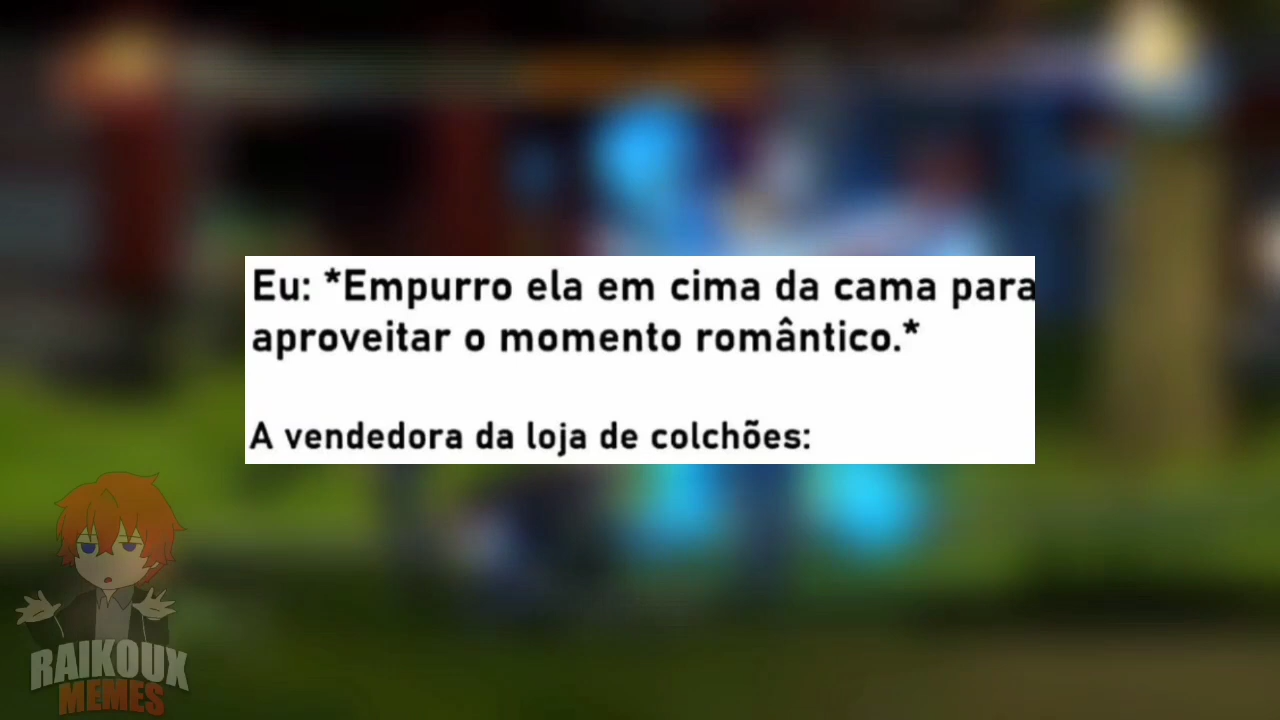 Eu: *Empurro ela em cima da cama para
aproveitar o momento romântico.*
A vendedora da loja de colchões:
RAIKOUX
MEMES